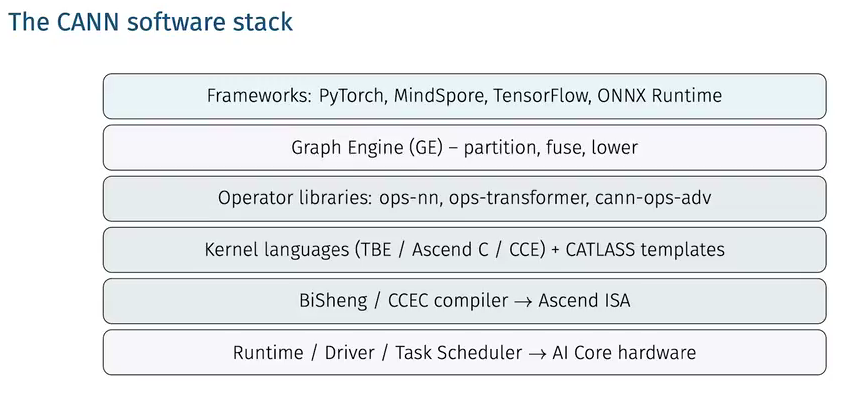 The CANN software stack
Frameworks: PyTorch, MindSpore, TensorFlow, ONNX Runtime
Graph Engine (GE) – partition, fuse, lower
Operator libraries: ops-nn, ops-transformer, cann-ops-adv
Kernel languages (TBE / Ascend C / CCE) + CATLASS templates
BiSheng / CCEC compiler → Ascend ISA
Runtime / Driver / Task Scheduler → AI Core hardware